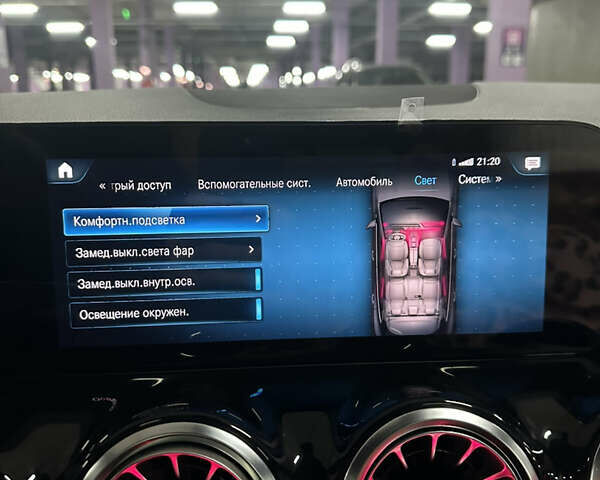 21:20
« трый доступ Вспомогательные сист. Автомобиль Свет Систем »
Комфортн.подсветка >
Замед.выкл.света фар >
Замед.выкл.внутр.осв.
Освещение окружен.